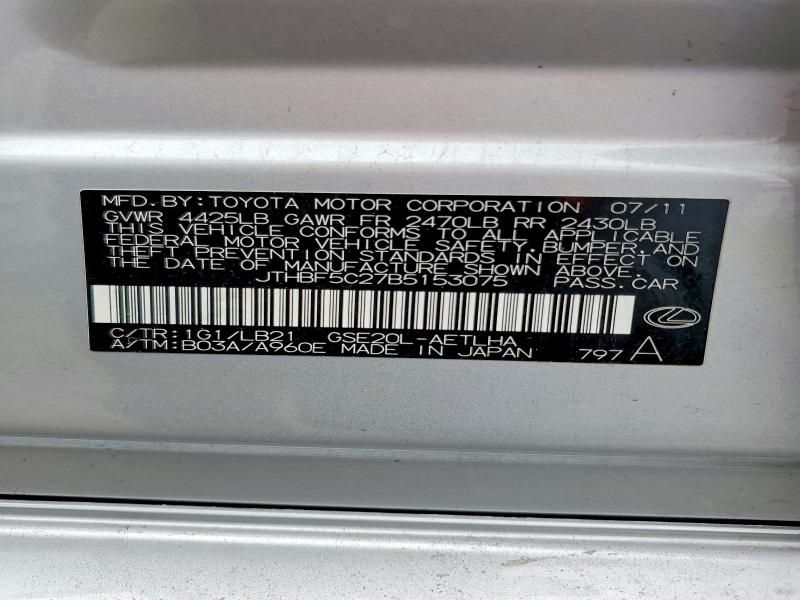 MFD.BY:TOYOTA MOTOR CORPORATION 07/11
GVWR 4425LB GAWR FR 2470LB RR 2430LB
THIS VEHICLE CONFORMS TO ALL APPLICABLE
FEDERAL MOTOR VEHICLE SAFETY,BUMPER,AND
THEFT PREVENTION STANDARDS IN EFFECT ON
THE DATE OF MANUFACTURE SHOWN ABOVE.
JTHBF5C27B5153075 PASS.CAR
C/TR:1G1/LB21 GSE20L-AETLHA
A/TM:B03A/A960E MADE IN JAPAN 797 A